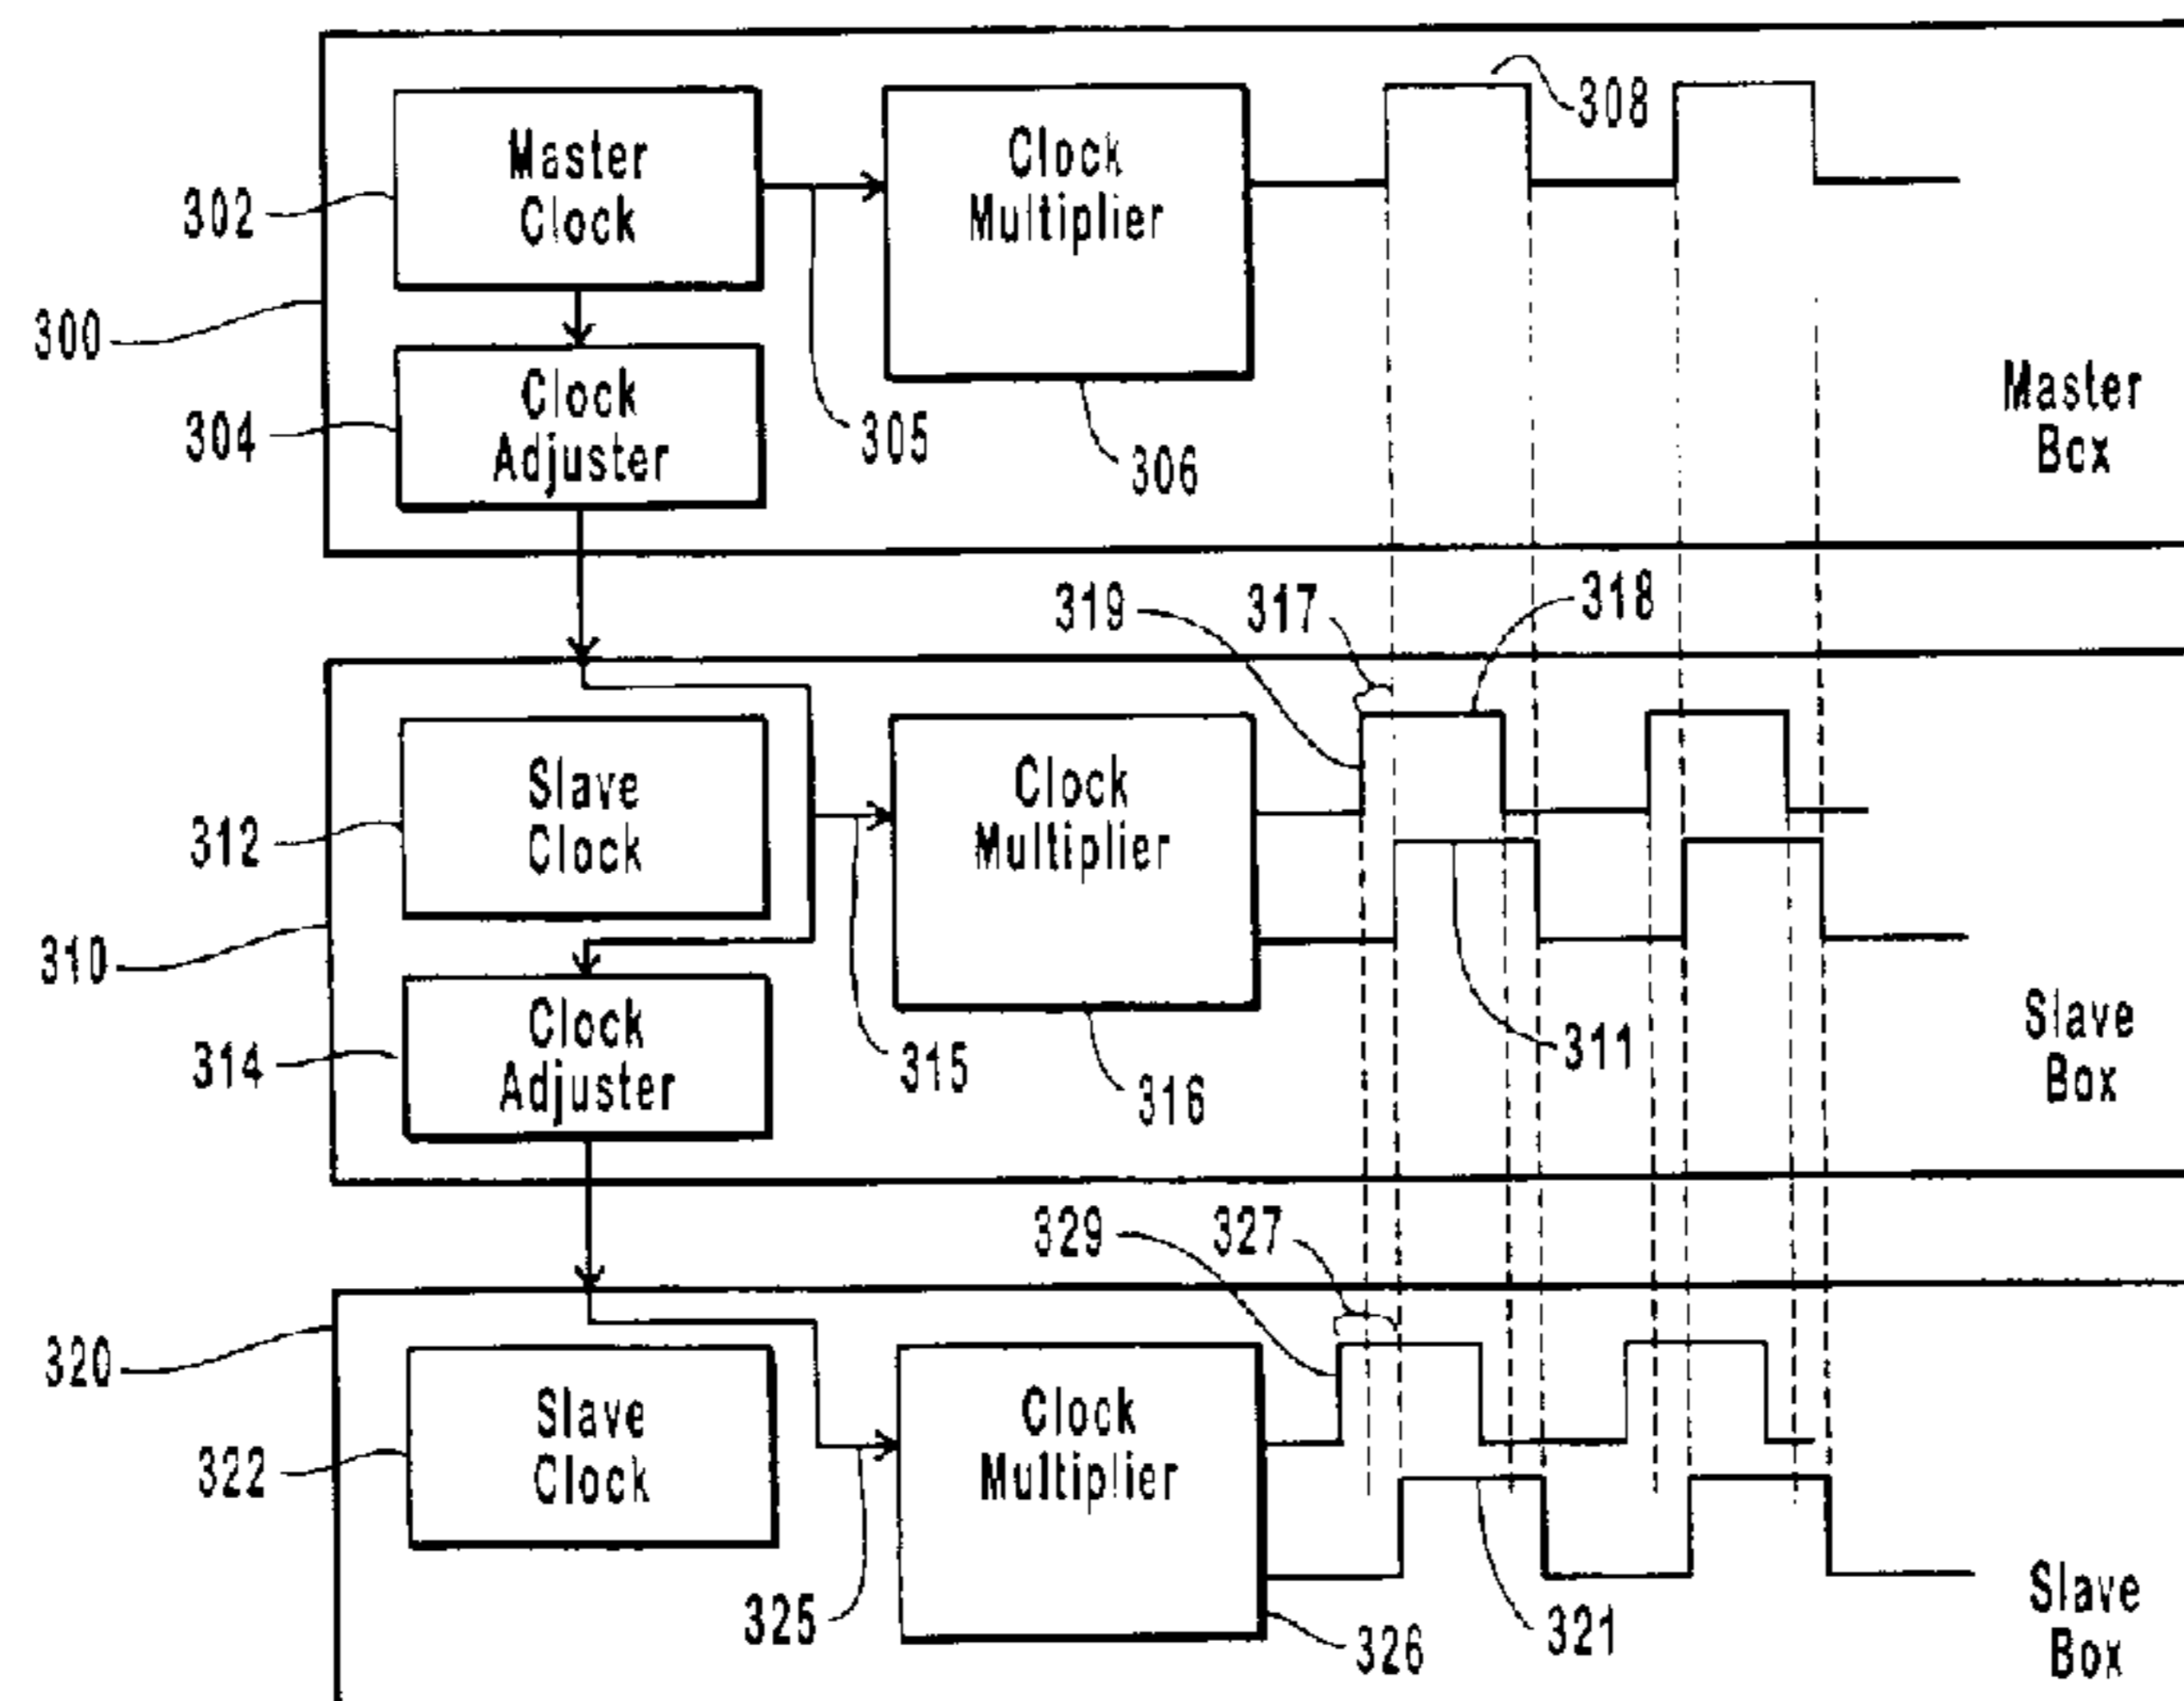 308
Master
Clock
Clock
Multiplier
302
300
Clock
Adjuster
304
305
306
Master
Bcx
319
317
318
Slave
Clock
Clock
Multiplier
312
310
Clock
Adjuster
314
315
316
311
Slave
Box
329
327
320
Slave
Clock
Clock
Multiplier
322
325
326
321
Slave
Box